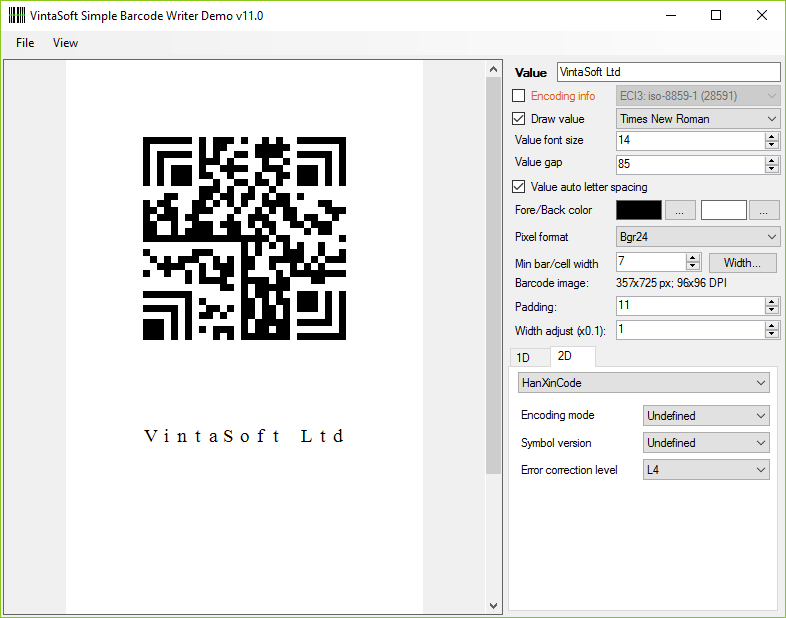 VintaSoft Simple Barcode Writer Demo v11.0
File View
Value VintaSoft Ltd
Encoding info ECI3: iso-8859-1 (28591)
Draw value Times New Roman
Value font size 14
Value gap 85
Value auto letter spacing
Fore/Back color ... ...
Pixel format Bgr24
Min bar/cell width 7 Width...
Barcode image: 357x725 px; 96x96 DPI
Padding: 11
Width adjust (x0.1): 1
1D 2D
HanXinCode
Encoding mode Undefined
Symbol version Undefined
Error correction level L4
VintaSoft Ltd